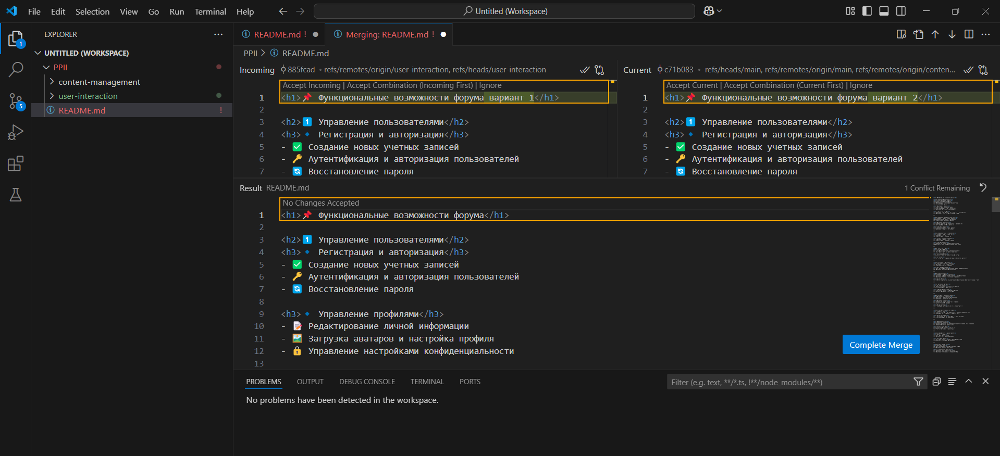 File Edit Selection View Go Run Terminal Help
Untitled (Workspace)
EXPLORER
README.md !
Merging: README.md !
UNTITLED (WORKSPACE)
PPII
content-management
user-interaction
README.md !
1
5
PPII > README.md
Incoming 885fcad • refs/remotes/origin/user-interaction, refs/heads/user-interaction
Accept Incoming | Accept Combination (Incoming First) | Ignore
1 <h1>📌 Функциональные возможности форума вариант 1</h1>
2
3 <h2>1️⃣ Управление пользователями</h2>
4 <h3>🔹 Регистрация и авторизация</h3>
5 - ✅ Создание новых учетных записей
6 - 🔑 Аутентификация и авторизация пользователей
7 - 🔄 Восстановление пароля
Current c71b083 • refs/heads/main, refs/remotes/origin/main, refs/remotes/origin/conten...
Accept Current | Accept Combination (Current First) | Ignore
1 <h1>📌 Функциональные возможности форума вариант 2</h1>
2
3 <h2>1️⃣ Управление пользователями</h2>
4 <h3>🔹 Регистрация и авторизация</h3>
5 - ✅ Создание новых учетных записей
6 - 🔑 Аутентификация и авторизация пользователей
7 - 🔄 Восстановление пароля
Result README.md
1 Conflict Remaining
No Changes Accepted
1 <h1>📌 Функциональные возможности форума</h1>
2
3 <h2>1️⃣ Управление пользователями</h2>
4 <h3>🔹 Регистрация и авторизация</h3>
5 - ✅ Создание новых учетных записей
6 - 🔑 Аутентификация и авторизация пользователей
7 - 🔄 Восстановление пароля
8
9 <h3>🔹 Управление профилями</h3>
10 - 📝 Редактирование личной информации
11 - 🖼️ Загрузка аватаров и настройка профиля
12 - 🔒 Управление настройками конфиденциальности
13
Complete Merge
PROBLEMS OUTPUT DEBUG CONSOLE TERMINAL PORTS
Filter (e.g. text, **/*.ts, !**/node_modules/**)
No problems have been detected in the workspace.